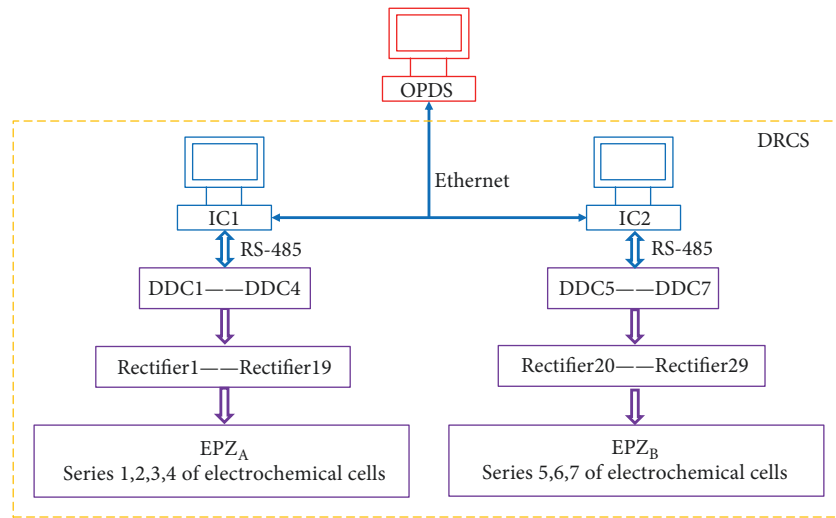 OPDS
DRCS
Ethernet
IC1
IC2
RS-485
RS-485
DDC1——DDC4
DDC5——DDC7
Rectifier1——Rectifier19
Rectifier20——Rectifier29
EPZA
Series 1,2,3,4 of electrochemical cells
EPZB
Series 5,6,7 of electrochemical cells